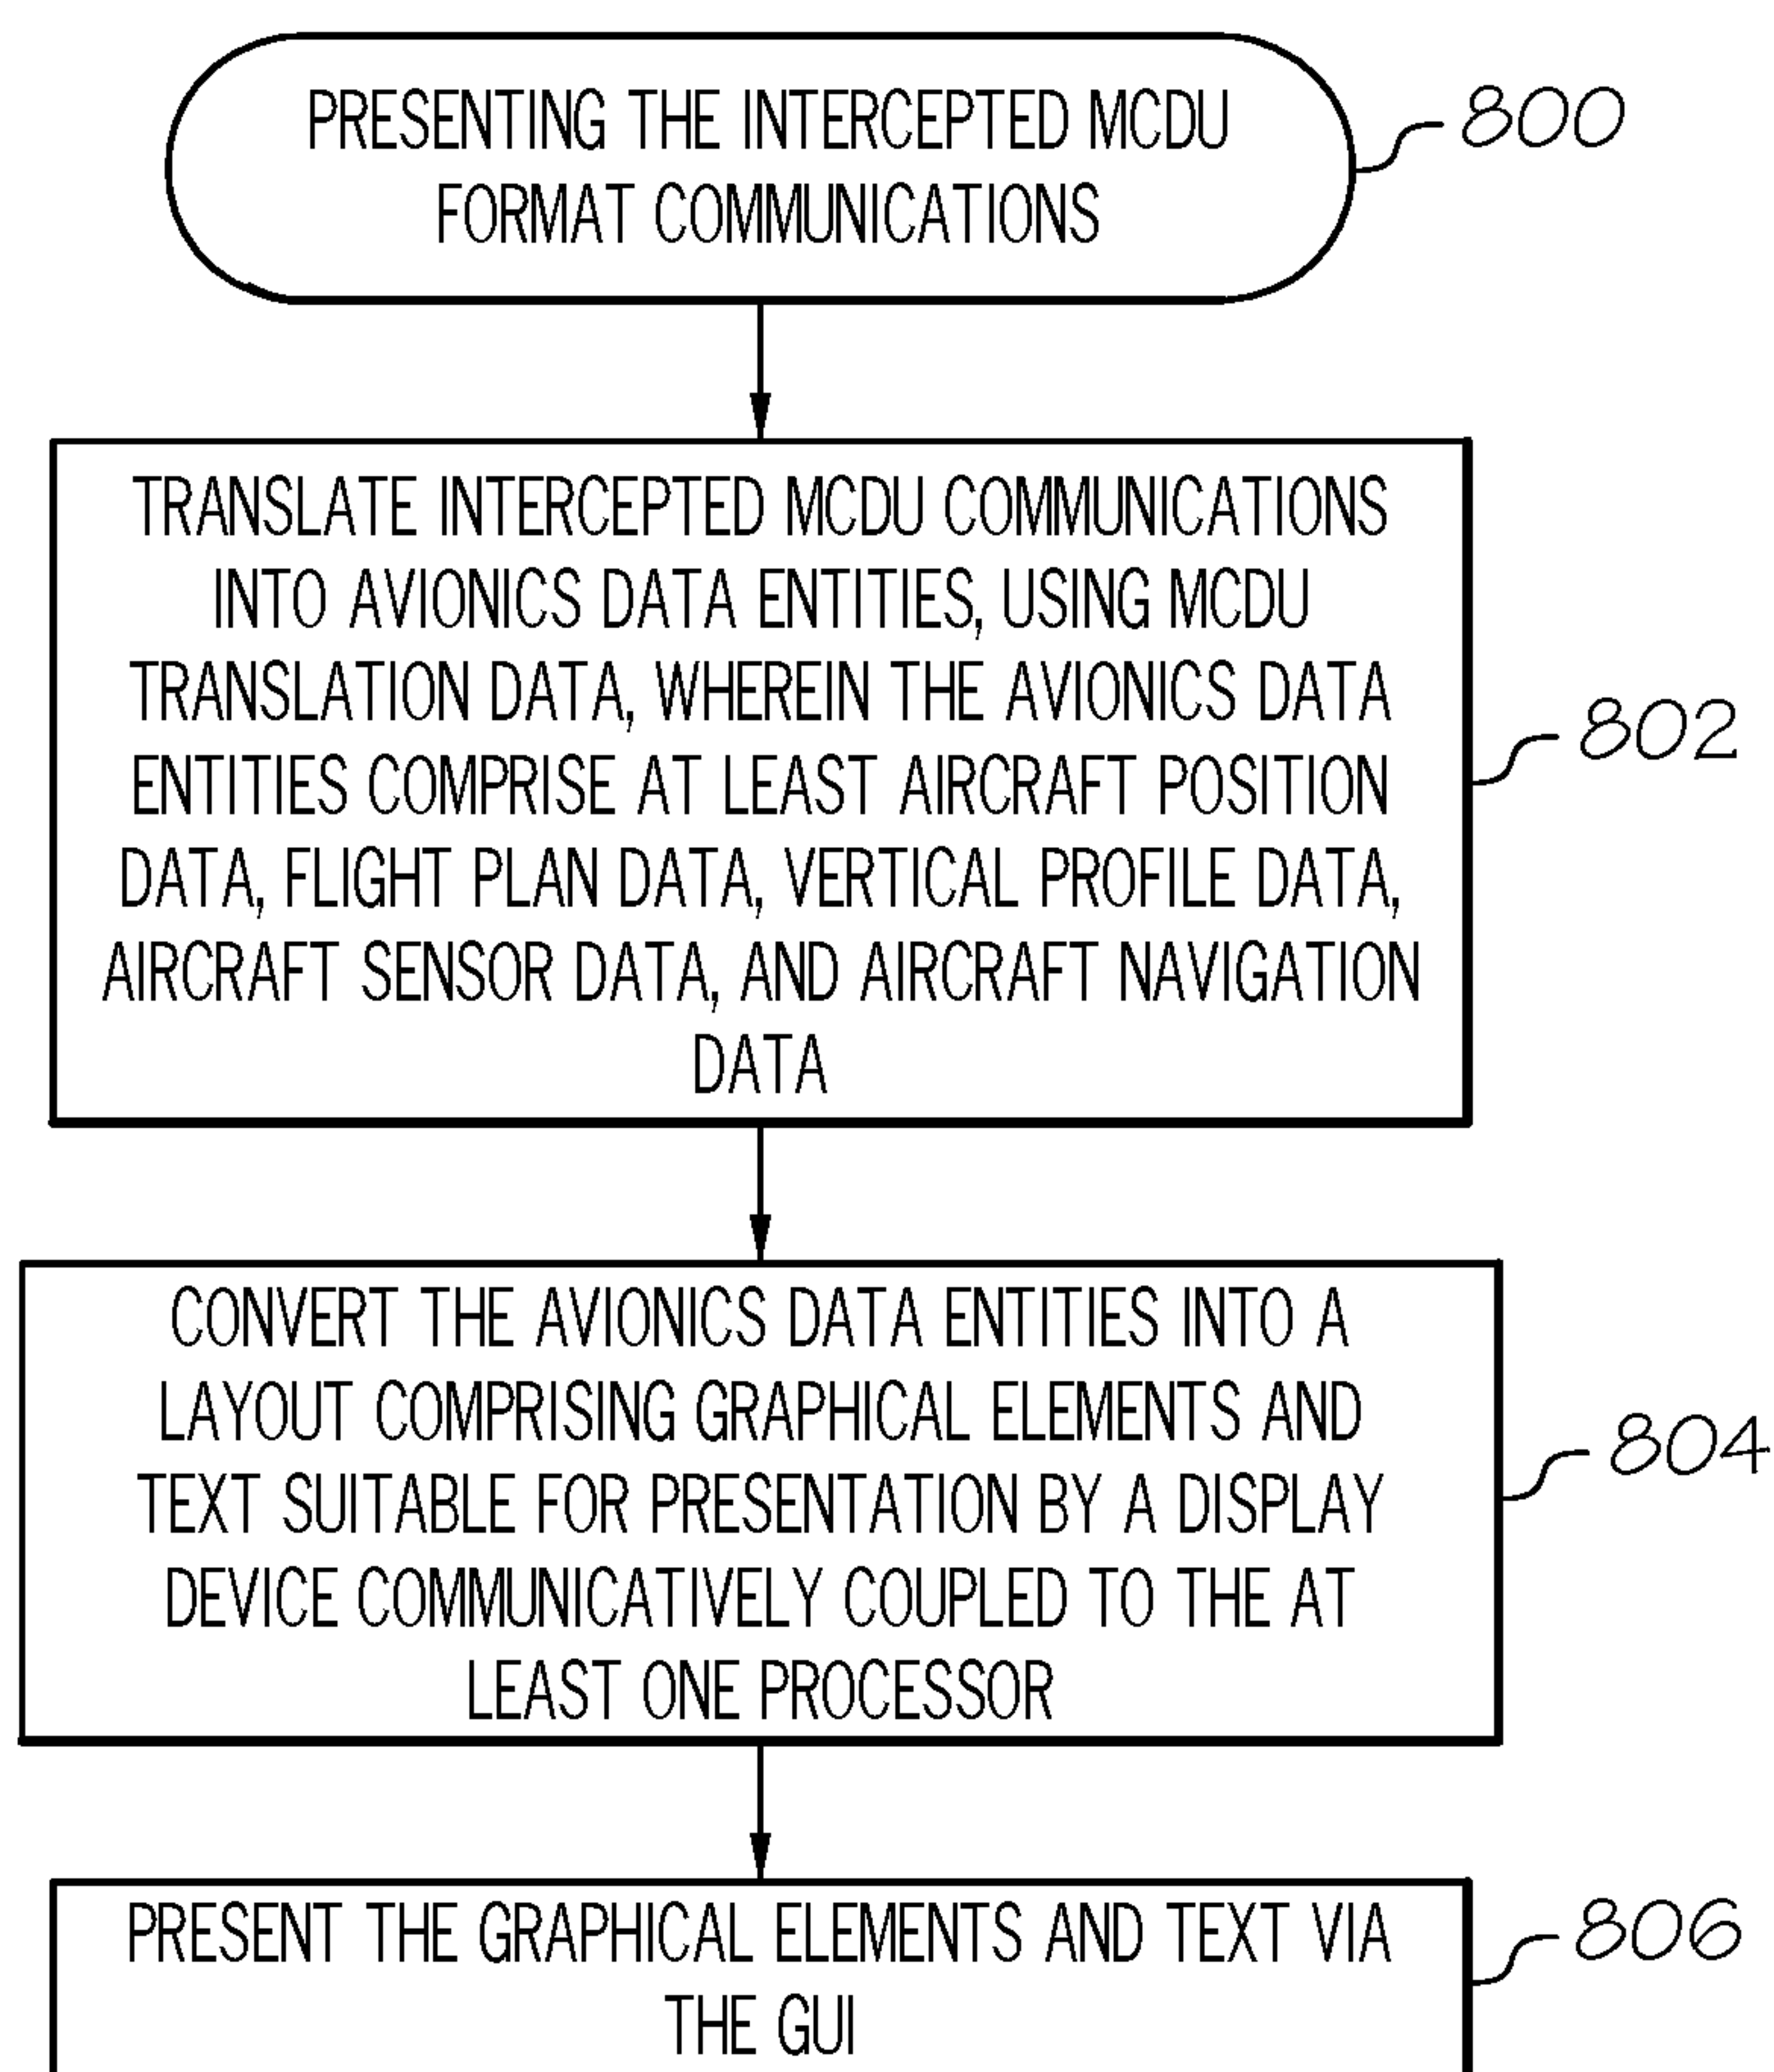 PRESENTING THE INTERCEPTED MCDU
FORMAT COMMUNICATIONS
800
TRANSLATE INTERCEPTED MCDU COMMUNICATIONS
INTO AVIONICS DATA ENTITIES, USING MCDU
TRANSLATION DATA, WHEREIN THE AVIONICS DATA
ENTITIES COMPRISE AT LEAST AIRCRAFT POSITION
DATA, FLIGHT PLAN DATA, VERTICAL PROFILE DATA,
AIRCRAFT SENSOR DATA, AND AIRCRAFT NAVIGATION
DATA
802
CONVERT THE AVIONICS DATA ENTITIES INTO A
LAYOUT COMPRISING GRAPHICAL ELEMENTS AND
TEXT SUITABLE FOR PRESENTATION BY A DISPLAY
DEVICE COMMUNICATIVELY COUPLED TO THE AT
LEAST ONE PROCESSOR
804
PRESENT THE GRAPHICAL ELEMENTS AND TEXT VIA
THE GUI
806